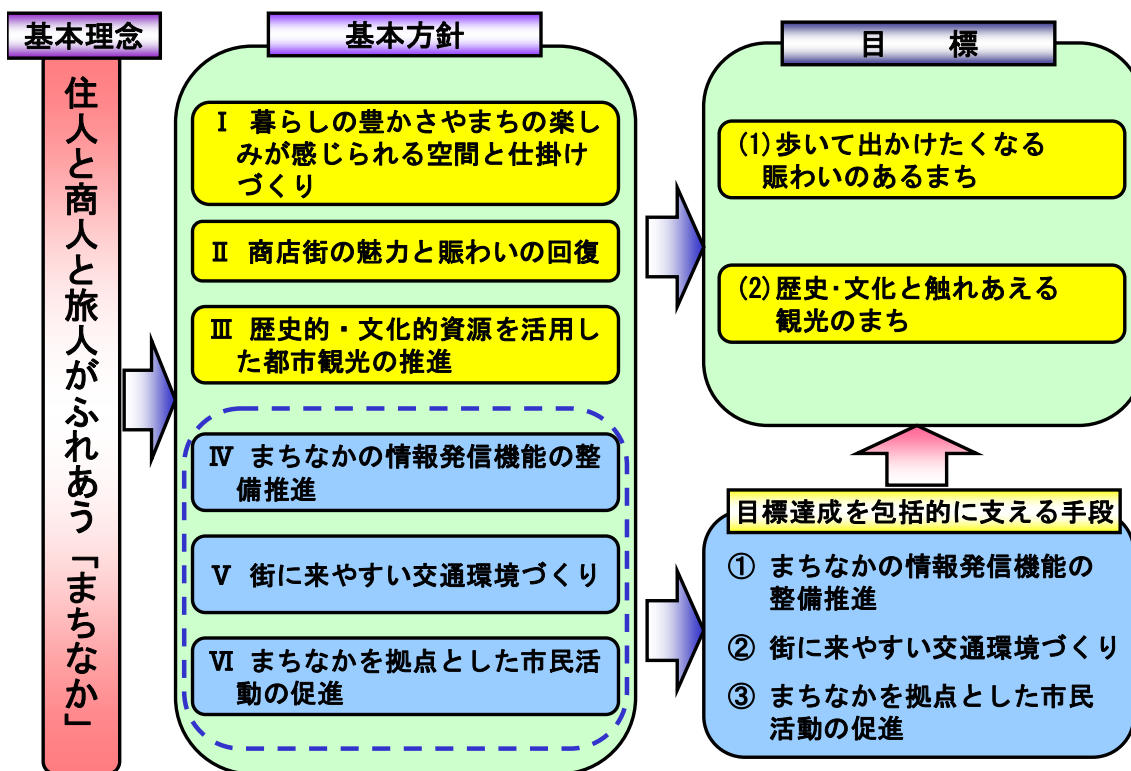 基本理念
住人と商人と旅人がふれあう「まちなか」
基本方針
Ⅰ 暮らしの豊かさやまちの楽し
みが感じられる空間と仕掛け
づくり
Ⅱ 商店街の魅力と賑わいの回復
Ⅲ 歴史的・文化的資源を活用し
た都市観光の推進
Ⅳ まちなかの情報発信機能の整
備推進
Ⅴ 街に来やすい交通環境づくり
Ⅵ まちなかを拠点とした市民活
動の促進
目 標
(1)歩いて出かけたくなる
賑わいのあるまち
(2)歴史・文化と触れあえる
観光のまち
目標達成を包括的に支える手段
① まちなかの情報発信機能の
整備推進
② 街に来やすい交通環境づくり
③ まちなかを拠点とした市民
活動の促進